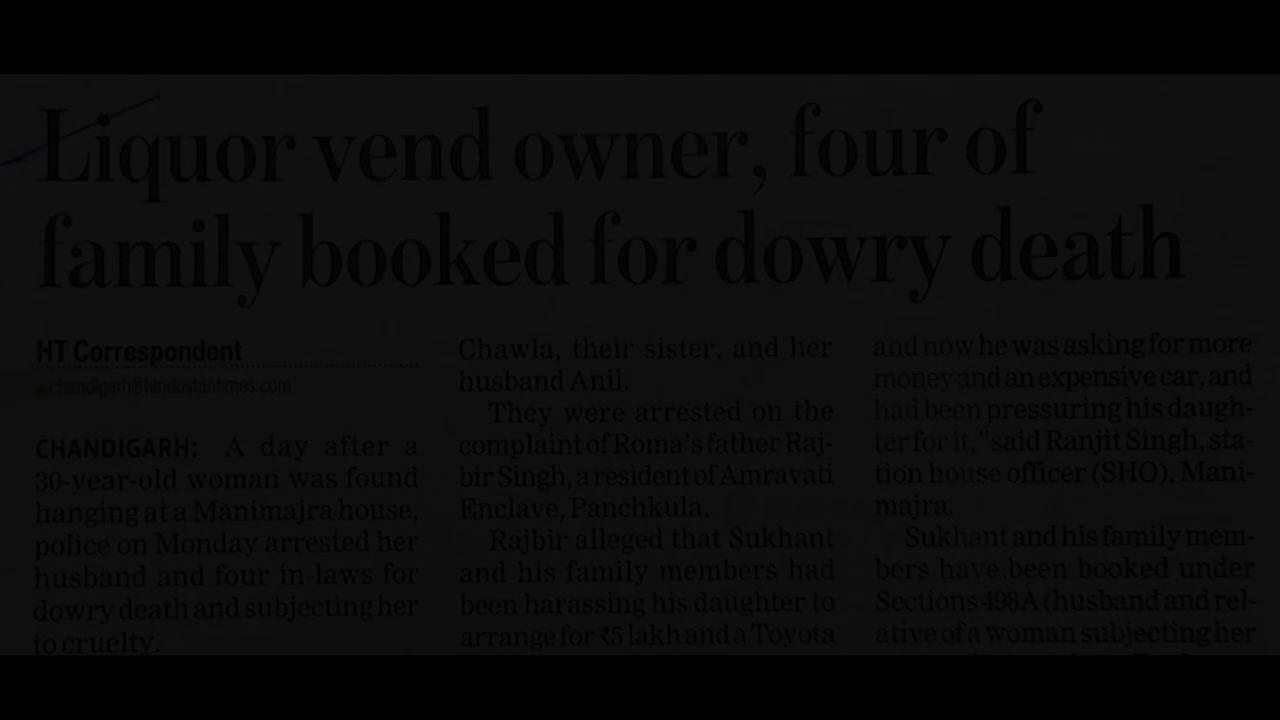 Liquor vend owner, four of
family booked for dowry death
HT Correspondent
chandigarh@hindustantimes.com
CHANDIGARH: A day after a
30-year-old woman was found
hanging at a Manimajra house,
police on Monday arrested her
husband and four in-laws for
dowry death and subjecting her
to cruelty.
Chawla, their sister, and her
husband Anil.
They were arrested on the
complaint of Roma's father Raj-
bir Singh, a resident of Amravati
Enclave, Panchkula.
Rajbir alleged that Sukhant
and his family members had
been harassing his daughter to
arrange for ₹5 lakh and a Toyota
and now he was asking for more
money and an expensive car, and
had been pressuring his daugh-
ter for it," said Ranjit Singh, sta-
tion house officer (SHO), Mani-
majra.
Sukhant and his family mem-
bers have been booked under
Sections 498A (husband and rel-
ative of a woman subjecting her